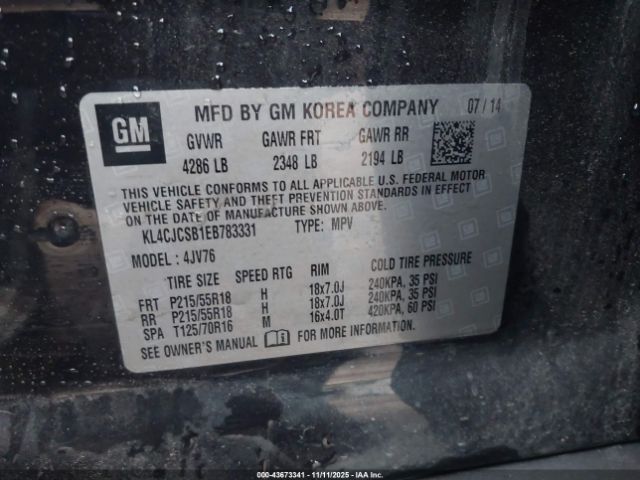 GM
MFD BY GM KOREA COMPANY 07/14
GVWR GAWR FRT GAWR RR
4286 LB 2348 LB 2194 LB
THIS VEHICLE CONFORMS TO ALL APPLICABLE U.S. FEDERAL MOTOR
VEHICLE SAFETY AND THEFT PREVENTION STANDARDS IN EFFECT
ON THE DATE OF MANUFACTURE SHOWN ABOVE.
KL4CJCSB1EB783331 TYPE: MPV
MODEL: 4JV76
TIRE SIZE SPEED RTG RIM COLD TIRE PRESSURE
FRT P215/55R18 H 18x7.0J 240KPA, 35 PSI
RR P215/55R18 H 18x7.0J 240KPA, 35 PSI
SPA T125/70R16 M 16x4.0T 420KPA, 60 PSI
SEE OWNER'S MANUAL FOR MORE INFORMATION.
000-43673341 - 11/11/2025 - IAA Inc.